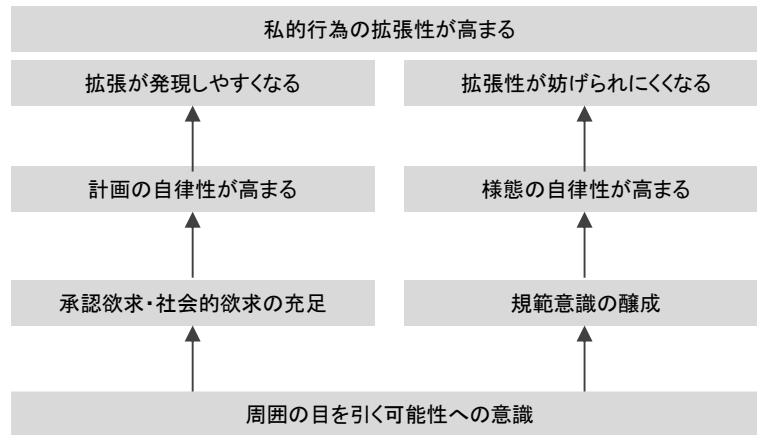 私的行為の拡張性が高まる
拡張が発現しやすくなる
拡張性が妨げられにくくなる
計画の自律性が高まる
様態の自律性が高まる
承認欲求・社会的欲求の充足
規範意識の醸成
周囲の目を引く可能性への意識